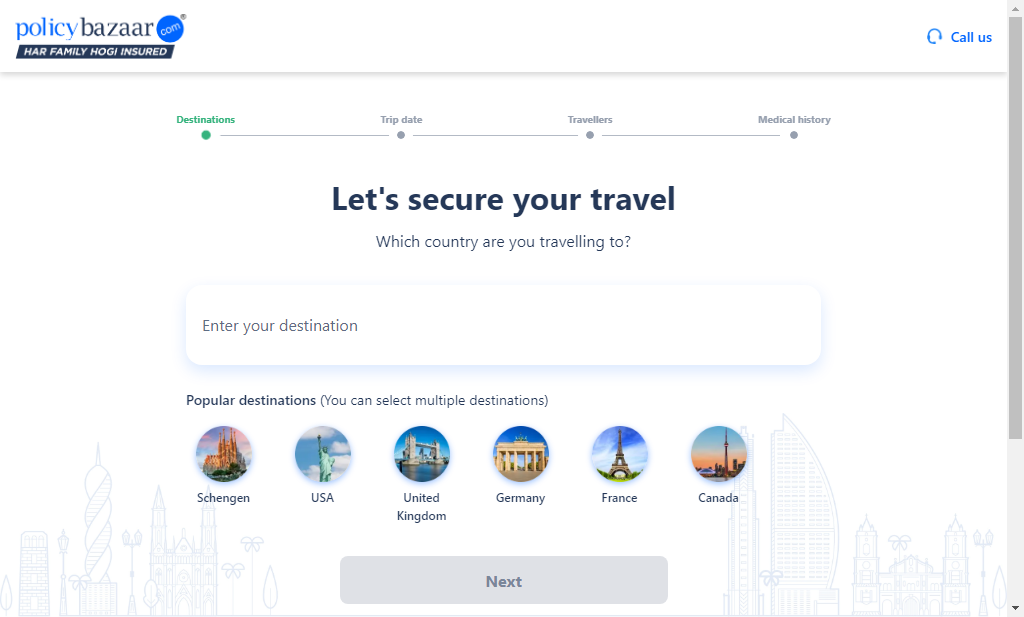 policybazaar.com®
HAR FAMILY HOGI INSURED
Call us
Destinations
Trip date
Travellers
Medical history
Let's secure your travel
Which country are you travelling to?
Enter your destination
Popular destinations (You can select multiple destinations)
Schengen
USA
United
Kingdom
Germany
France
Canada
Next